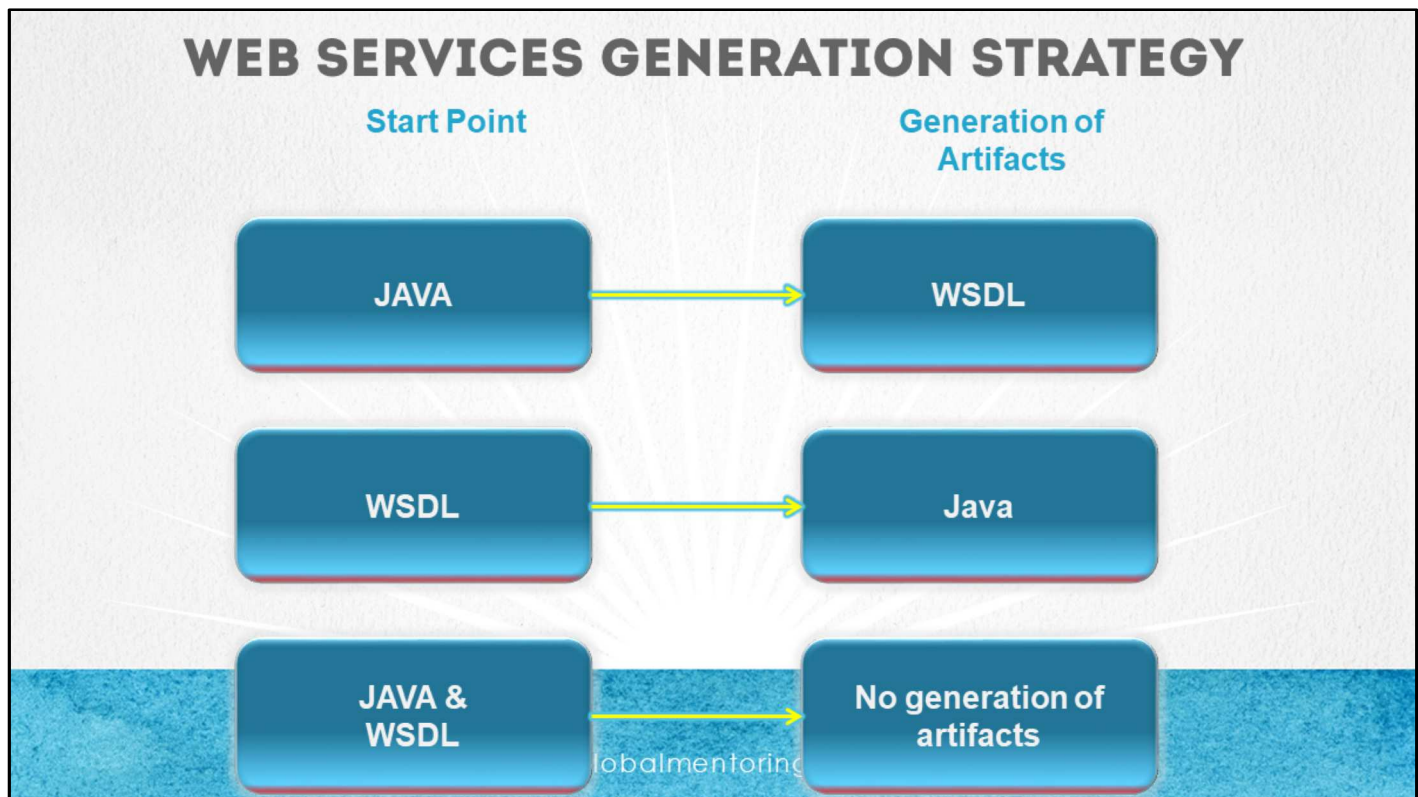 WEB SERVICES GENERATION STRATEGY
Start Point
Generation of
Artifacts
JAVA
WSDL
WSDL
Java
JAVA &
WSDL
No generation of
artifacts
lobalmentoring